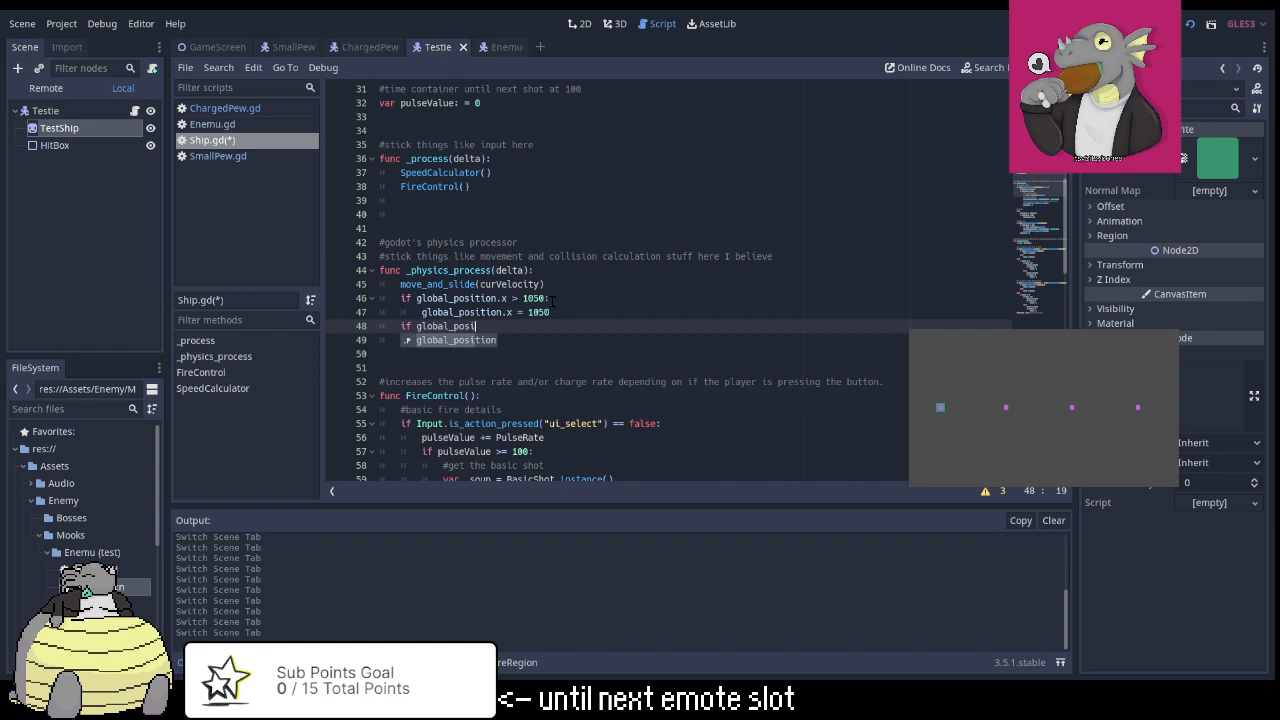 Scene Project Debug Editor Help
2D 3D Script AssetLib
GLES3
Scene Import
GameScreen SmallPew ChargedPew Testie Enemu
Filter nodes
File Search Edit Go To Debug
Online Docs
Search
Remote Local
Filter scripts
Testie
TestShip
HitBox
ChargedPew.gd
Enemu.gd
Ship.gd(*)
SmallPew.gd
Ship.gd(*)
Filter methods
_process
_physics_process
FireControl
SpeedCalculator
31 #time container until next shot at 100
32 var pulseValue: = 0
33
34
35 #stick things like input here
36 func _process(delta):
37 SpeedCalculator()
38 FireControl()
39
40
41
42 #godot's physics processor
43 #stick things like movement and collision calculation stuff here I believe
44 func _physics_process(delta):
45 move_and_slide(curVelocity)
46 if global_position.x > 1050:
47 global_position.x = 1050
48 if global_posi
49 global_position
50
51
52 #increases the pulse rate and/or charge rate depending on if the player is pressing the button.
53 func FireControl():
54 #basic fire details
55 if Input.is_action_pressed("ui_select") == false:
56 pulseValue += PulseRate
57 if pulseValue >= 100:
58 #get the basic shot
59 var soup = BasicShot.instance()
3 48 : 19
Normal Map [empty]
Offset
Animation
Region
Node2D
Transform
Z Index
CanvasItem
Visibility
Material
Inherit
Inherit
0
Script [empty]
FileSystem
res://Assets/Enemy/M
Search files
Favorites:
res://
Assets
Audio
Enemy
Bosses
Mooks
Enemu (test)
Output:
Copy Clear
Switch Scene Tab
Switch Scene Tab
Switch Scene Tab
Switch Scene Tab
Switch Scene Tab
Switch Scene Tab
Switch Scene Tab
Switch Scene Tab
Switch Scene Tab
Switch Scene Tab
3.5.1.stable
Sub Points Goal
0 / 15 Total Points
<- until next emote slot